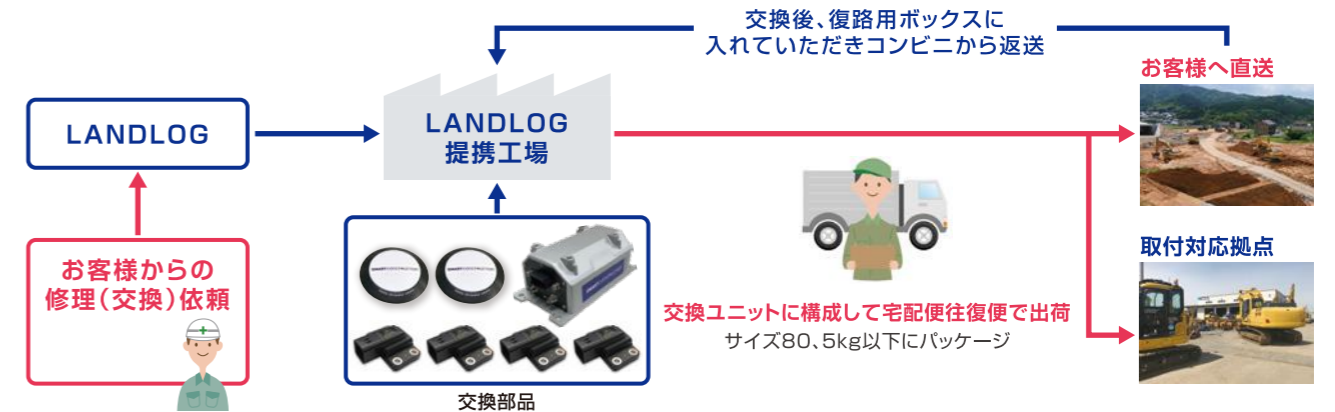 交換後、復路用ボックスに
入れていただきコンビニから返送
お客様へ直送
LANDLOG
LANDLOG
提携工場
お客様からの
修理(交換)依頼
取付対応拠点
交換ユニットに構成して宅配便往復便で出荷
サイズ80、5kg以下にパッケージ
交換部品